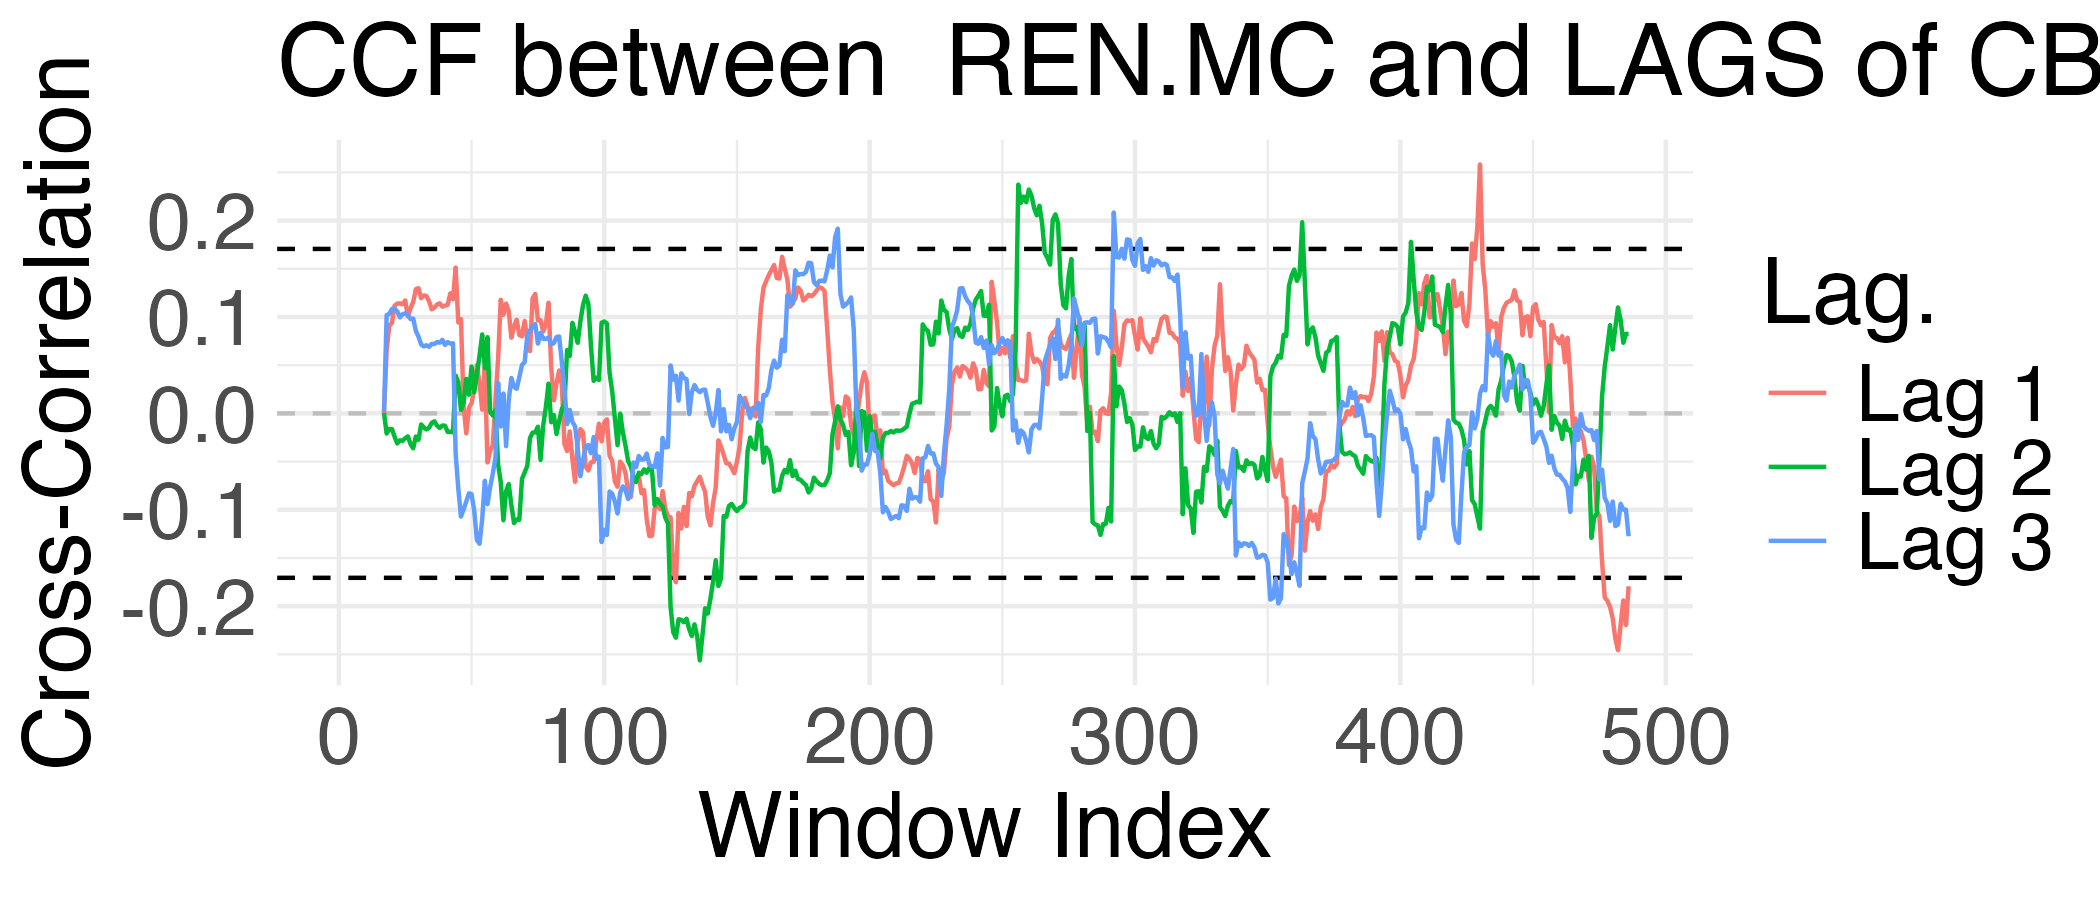 CCF between  REN.MC and LAGS of CB
Cross-Correlation
0.2
0.1
0.0
-0.1
-0.2
0 100 200 300 400 500
Window Index
Lag.
Lag 1
Lag 2
Lag 3